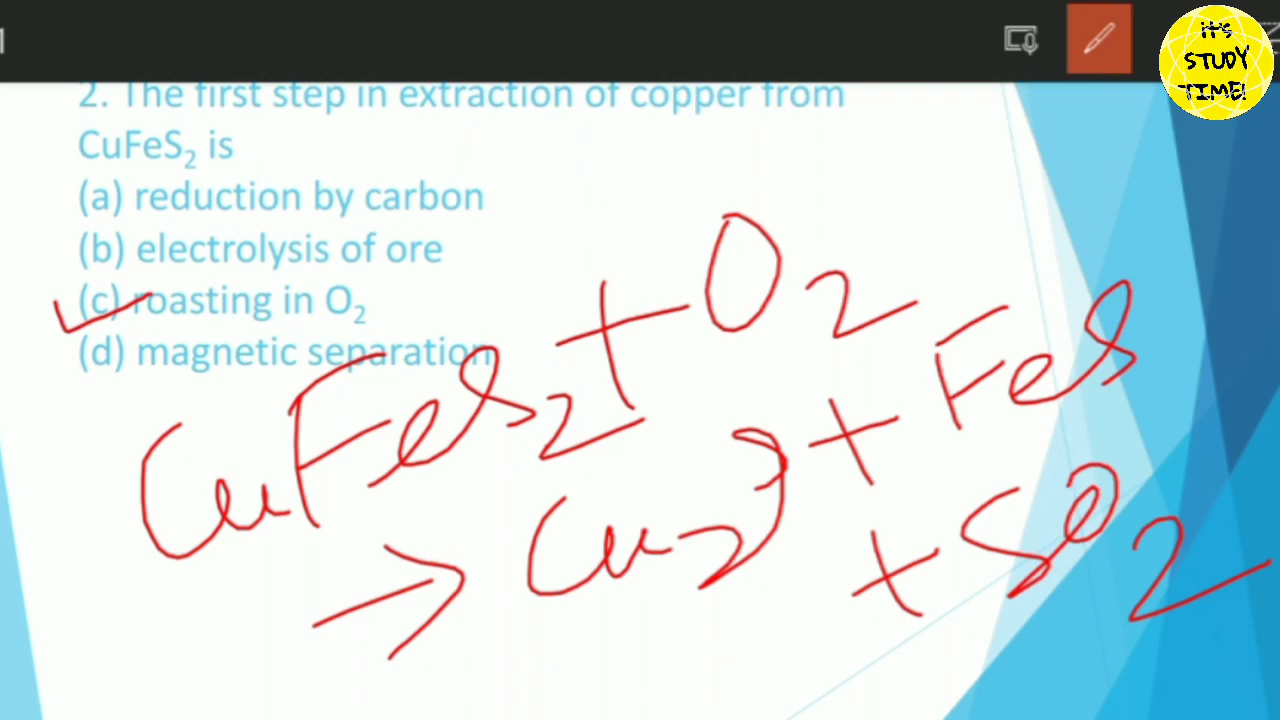 IT'S
STUDY
TIME!
2. The first step in extraction of copper from
CuFeS₂ is
(a) reduction by carbon
(b) electrolysis of ore
(c) roasting in O₂
(d) magnetic separation
CuFeS₂ + O₂
→ Cu₂S + FeS
+ SO₂